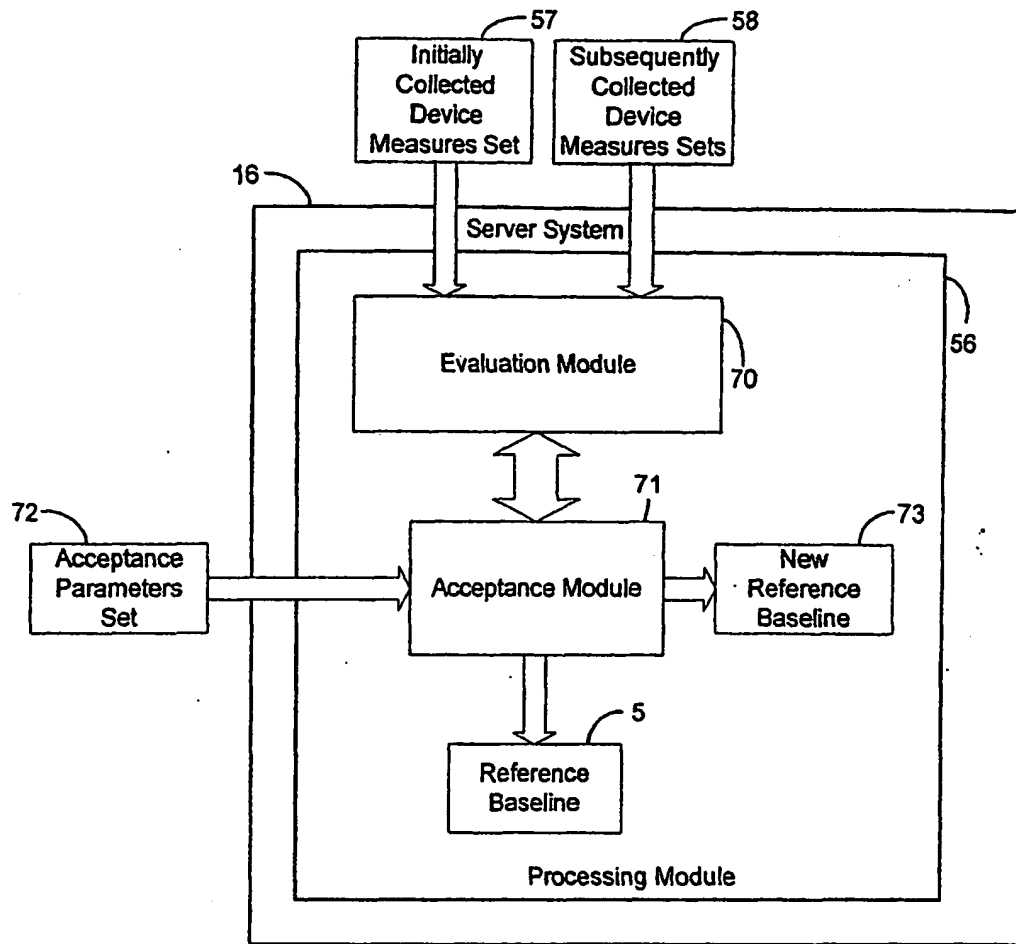 57
58
Initially
Collected
Device
Measures Set
Subsequently
Collected
Device
Measures Sets
16
Server System
56
Evaluation Module
70
72
71
73
Acceptance
Parameters
Set
Acceptance Module
New
Reference
Baseline
5
Reference
Baseline
Processing Module